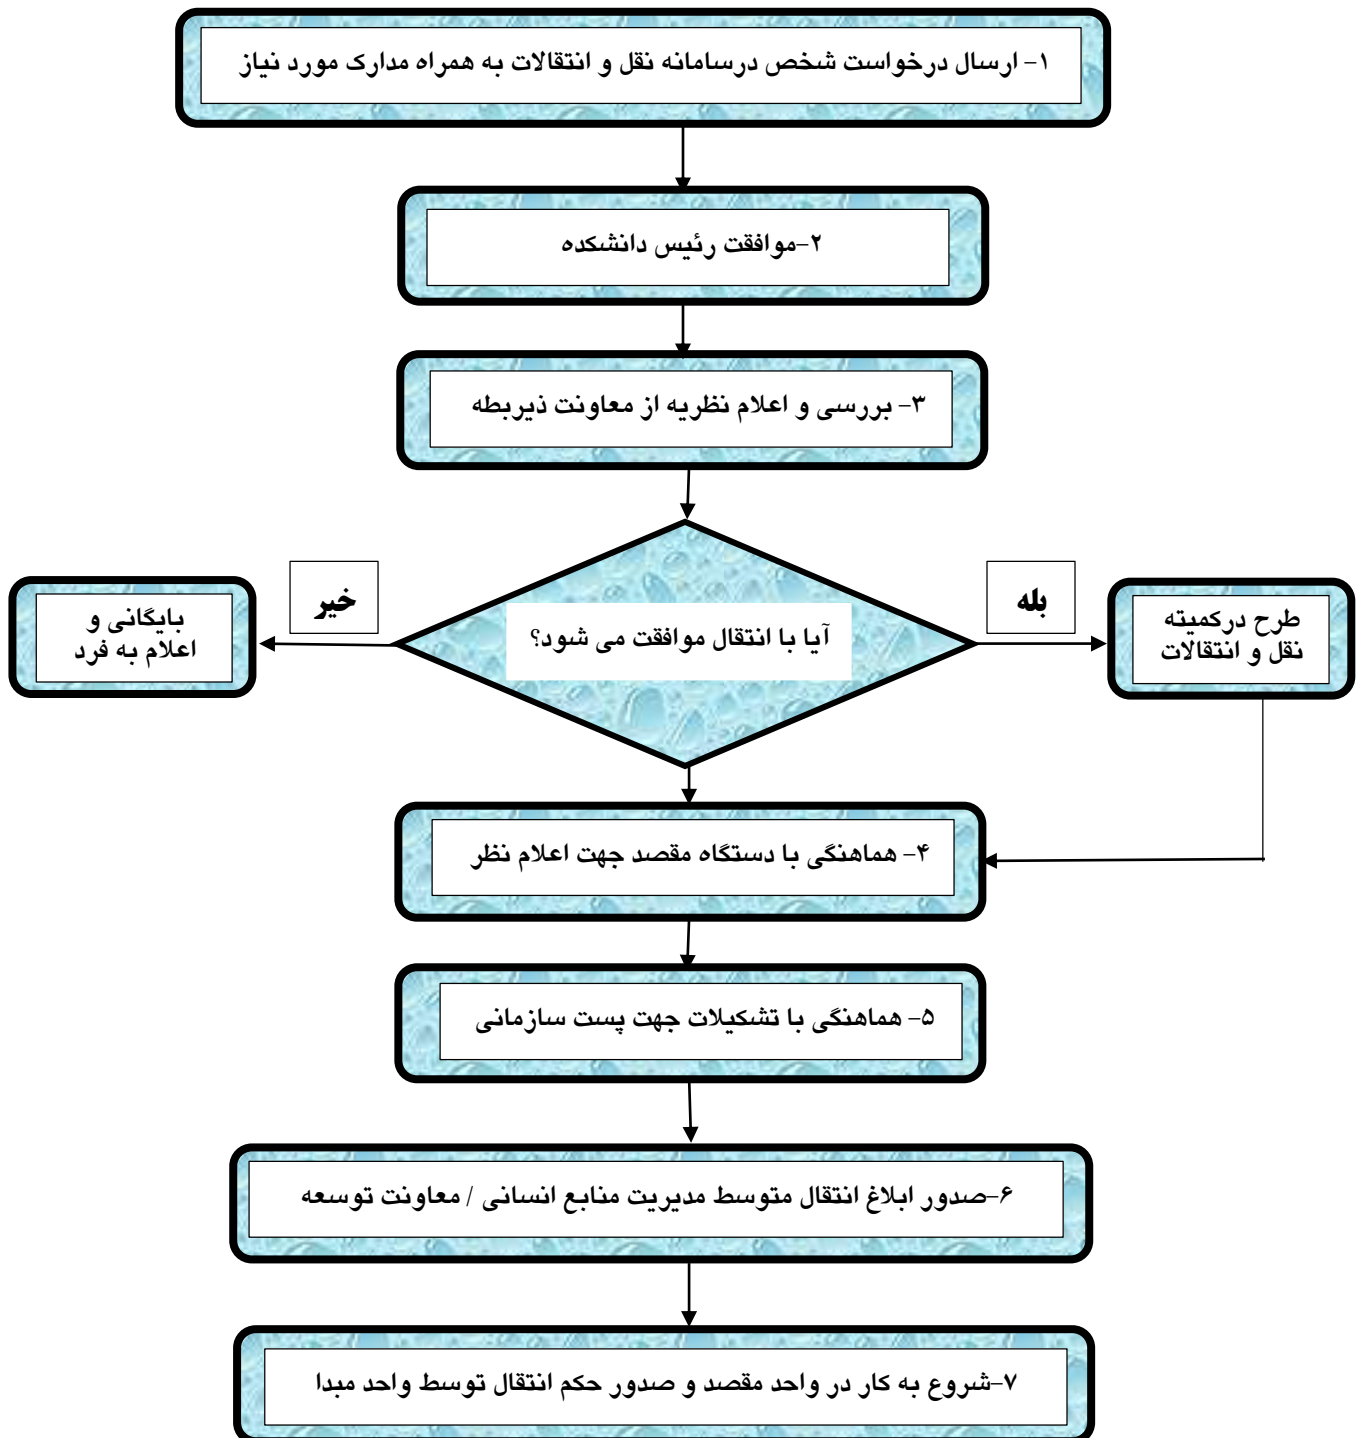 ۱- ارسال درخواست شخص درسامانه نقل و انتقالات به همراه مدارک مورد نیاز
۲-موافقت رئیس دانشکده
۳- بررسی و اعلام نظریه از معاونت ذیربطه
آیا با انتقال موافقت می شود؟
بله
طرح درکمیته
نقل و انتقالات
خیر
بایگانی و
اعلام به فرد
۴- هماهنگی با دستگاه مقصد جهت اعلام نظر
۵- هماهنگی با تشکیلات جهت پست سازمانی
۶-صدور ابلاغ انتقال متوسط مدیریت منابع انسانی / معاونت توسعه
۷-شروع به کار در واحد مقصد و صدور حکم انتقال توسط واحد مبدا